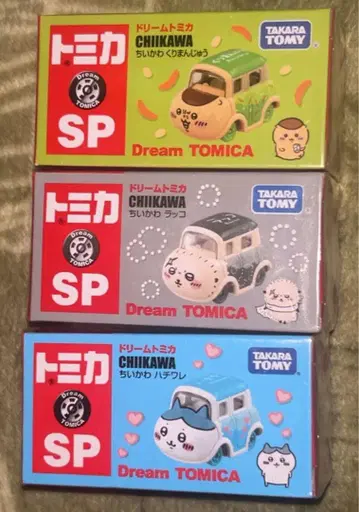 トミカ
Dream
TOMICA
SP
ドリームトミカ
CHIIKAWA
ちいかわ くりまんじゅう
TAKARA
TOMY
Dream TOMICA
トミカ
Dream
TOMICA
SP
ドリームトミカ
CHIIKAWA
ちいかわ ラッコ
TAKARA
TOMY
Dream TOMICA
トミカ
Dream
TOMICA
SP
ドリームトミカ
CHIIKAWA
ちいかわ ハチワレ
TAKARA
TOMY
Dream TOMICA